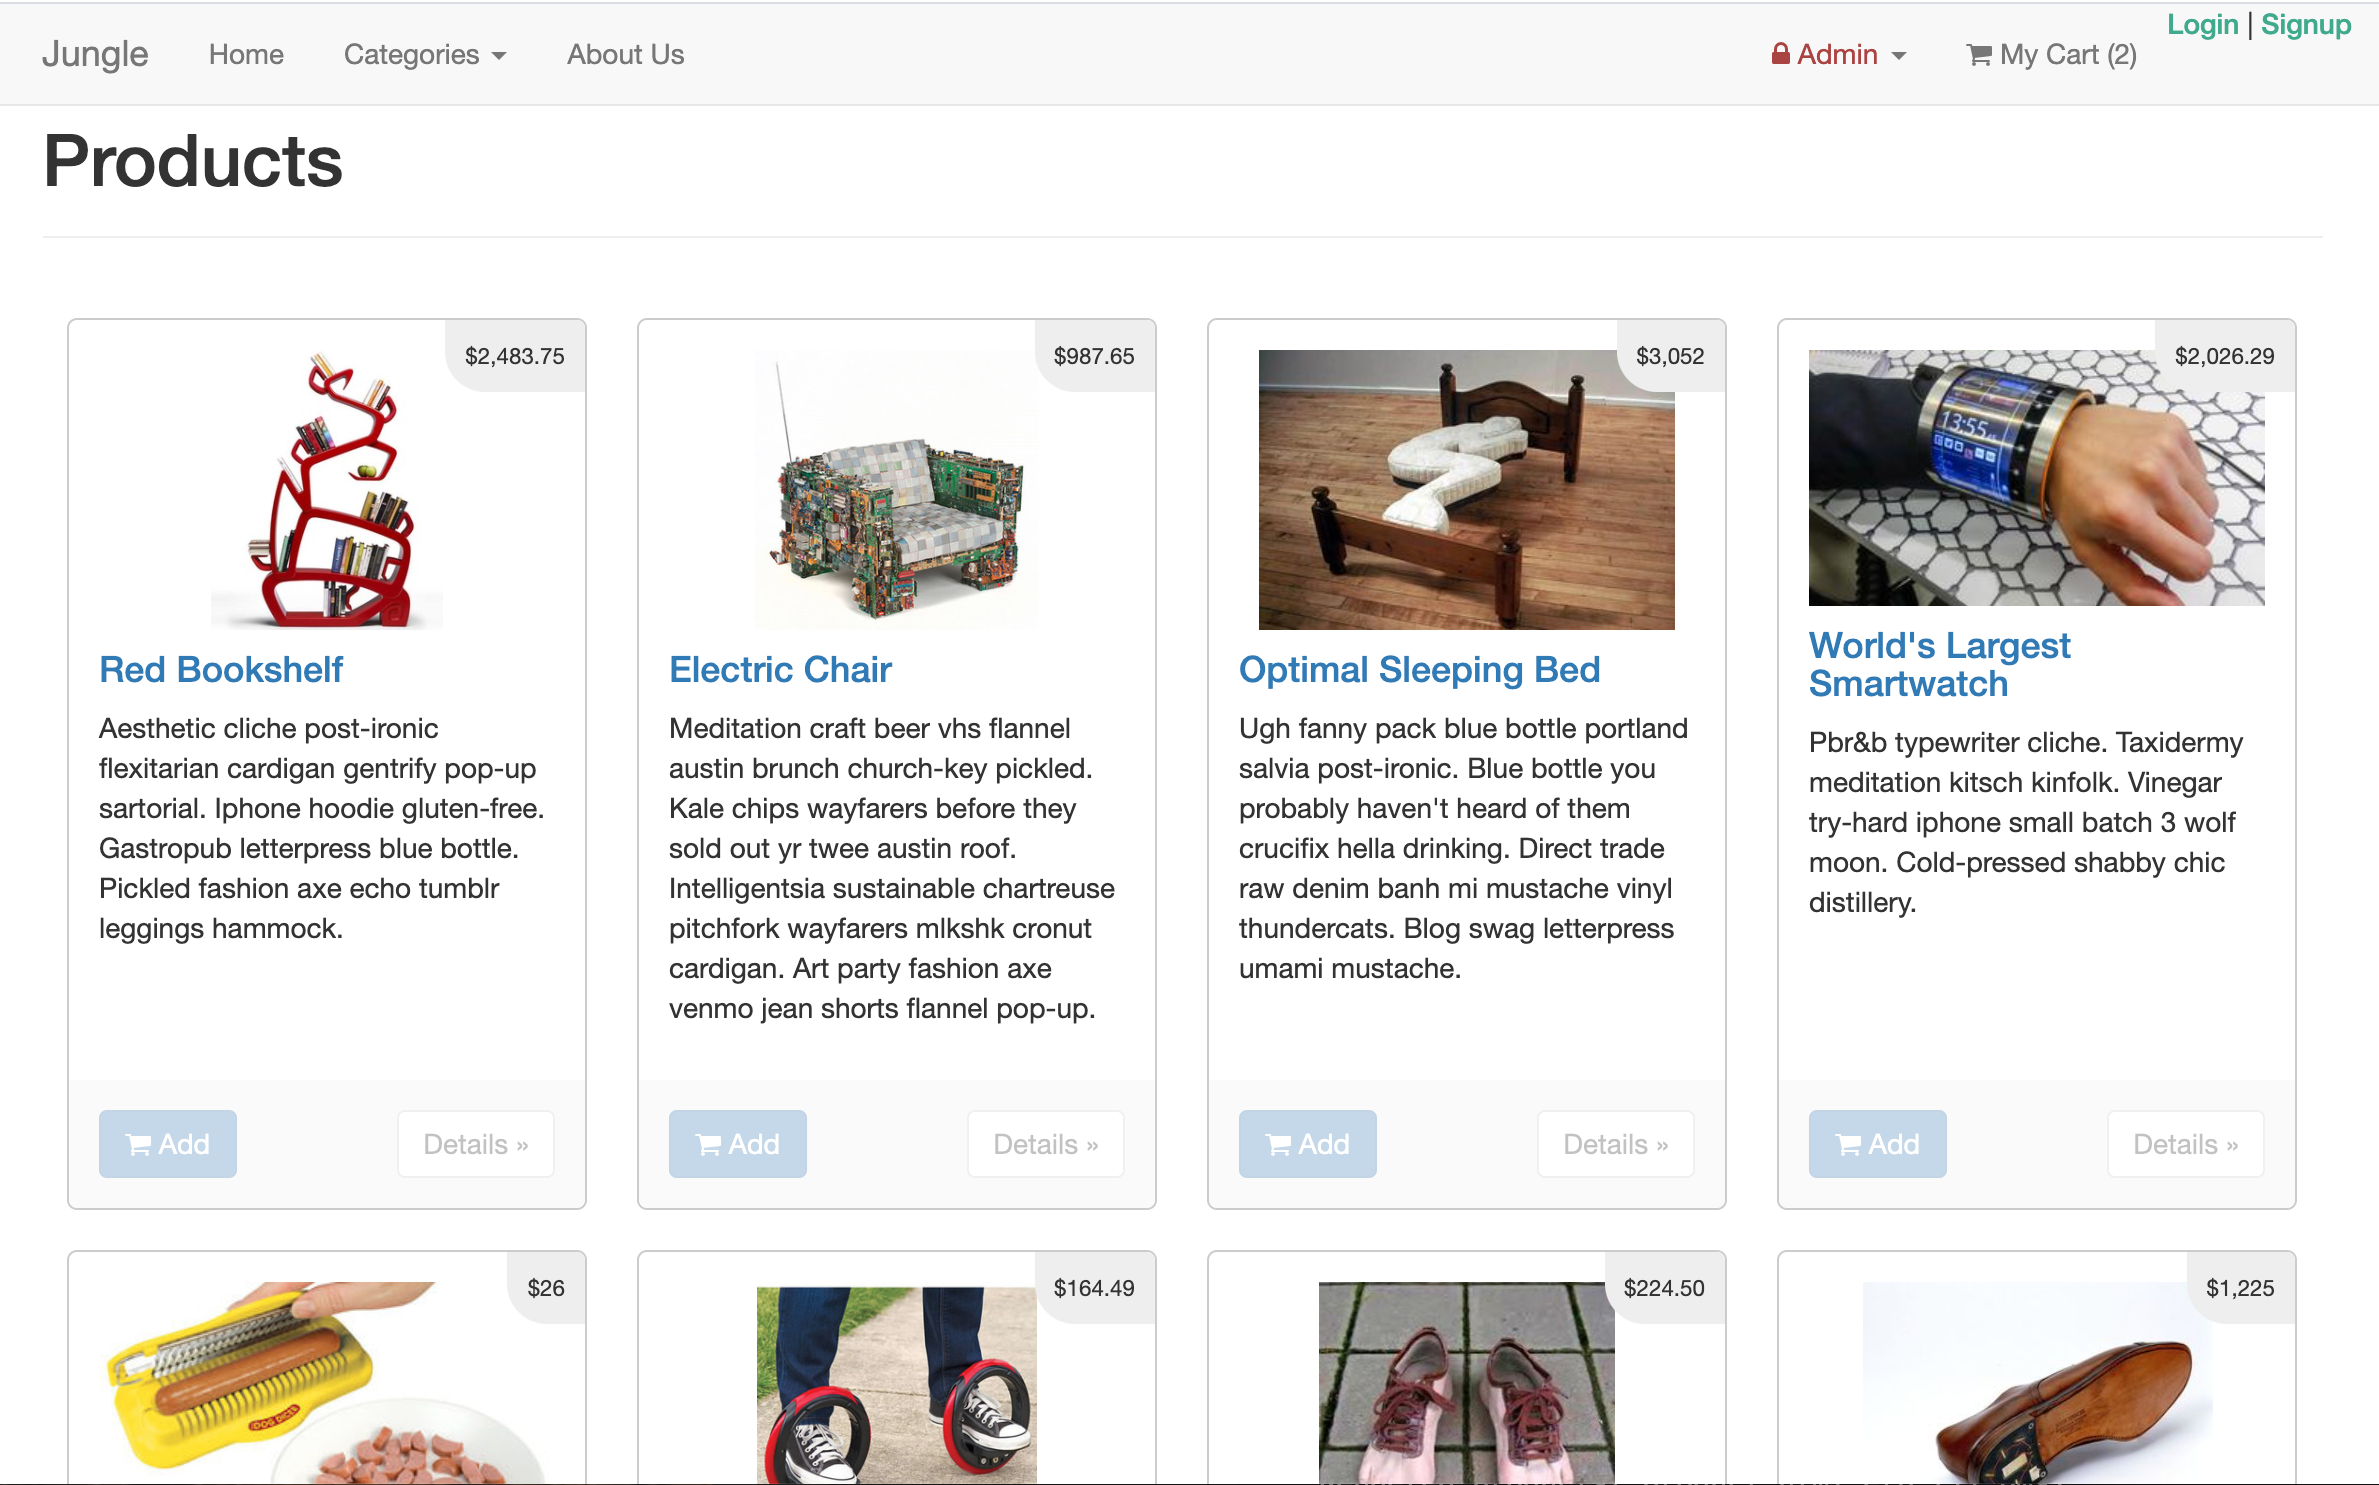 Login | Signup
Jungle Home Categories About Us Admin My Cart (2)
Products
$2,483.75
Red Bookshelf
Aesthetic cliche post-ironic
flexitarian cardigan gentrify pop-up
sartorial. Iphone hoodie gluten-free.
Gastropub letterpress blue bottle.
Pickled fashion axe echo tumblr
leggings hammock.
Add Details »
$987.65
Electric Chair
Meditation craft beer vhs flannel
austin brunch church-key pickled.
Kale chips wayfarers before they
sold out yr twee austin roof.
Intelligentsia sustainable chartreuse
pitchfork wayfarers mlkshk cronut
cardigan. Art party fashion axe
venmo jean shorts flannel pop-up.
Add Details »
$3,052
Optimal Sleeping Bed
Ugh fanny pack blue bottle portland
salvia post-ironic. Blue bottle you
probably haven't heard of them
crucifix hella drinking. Direct trade
raw denim banh mi mustache vinyl
thundercats. Blog swag letterpress
umami mustache.
Add Details »
$2,026.29
13:55
World's Largest
Smartwatch
Pbr&b typewriter cliche. Taxidermy
meditation kitsch kinfolk. Vinegar
try-hard iphone small batch 3 wolf
moon. Cold-pressed shabby chic
distillery.
Add Details »
$26
DOG DICER
$164.49
$224.50
$1,225